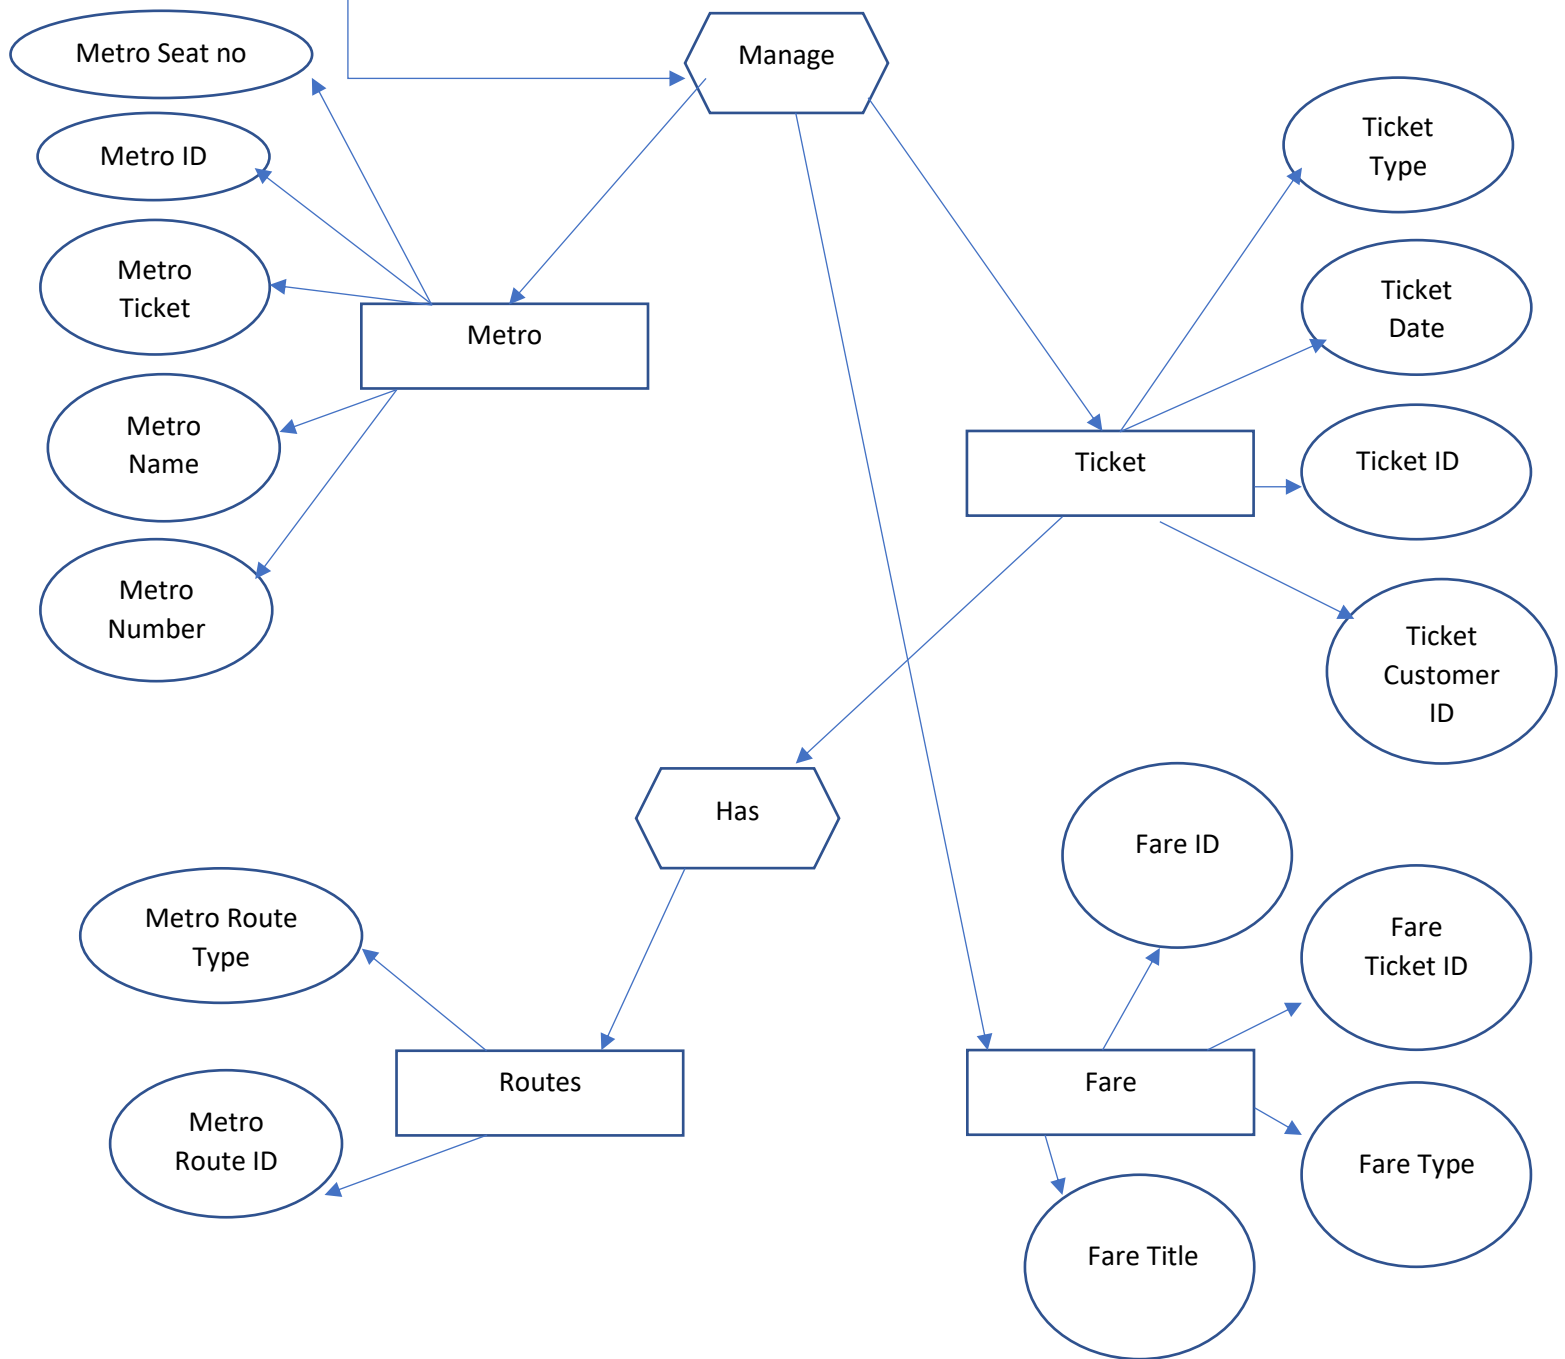 Metro Seat no
Manage
Metro ID
Ticket
Type
Metro
Ticket
Ticket
Date
Metro
Metro
Name
Ticket
Ticket ID
Metro
Number
Ticket
Customer
ID
Has
Fare ID
Metro Route
Type
Fare
Ticket ID
Routes
Fare
Metro
Route ID
Fare Type
Fare Title